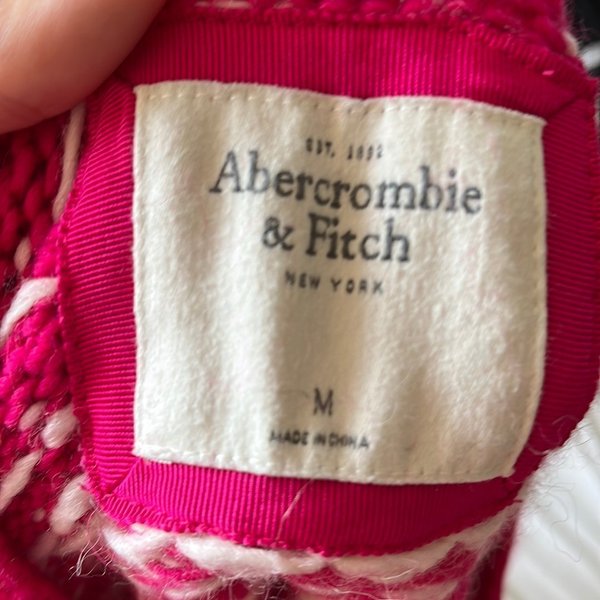 EST. 1892
Abercrombie
& Fitch
NEW YORK
M
MADE IN CHINA